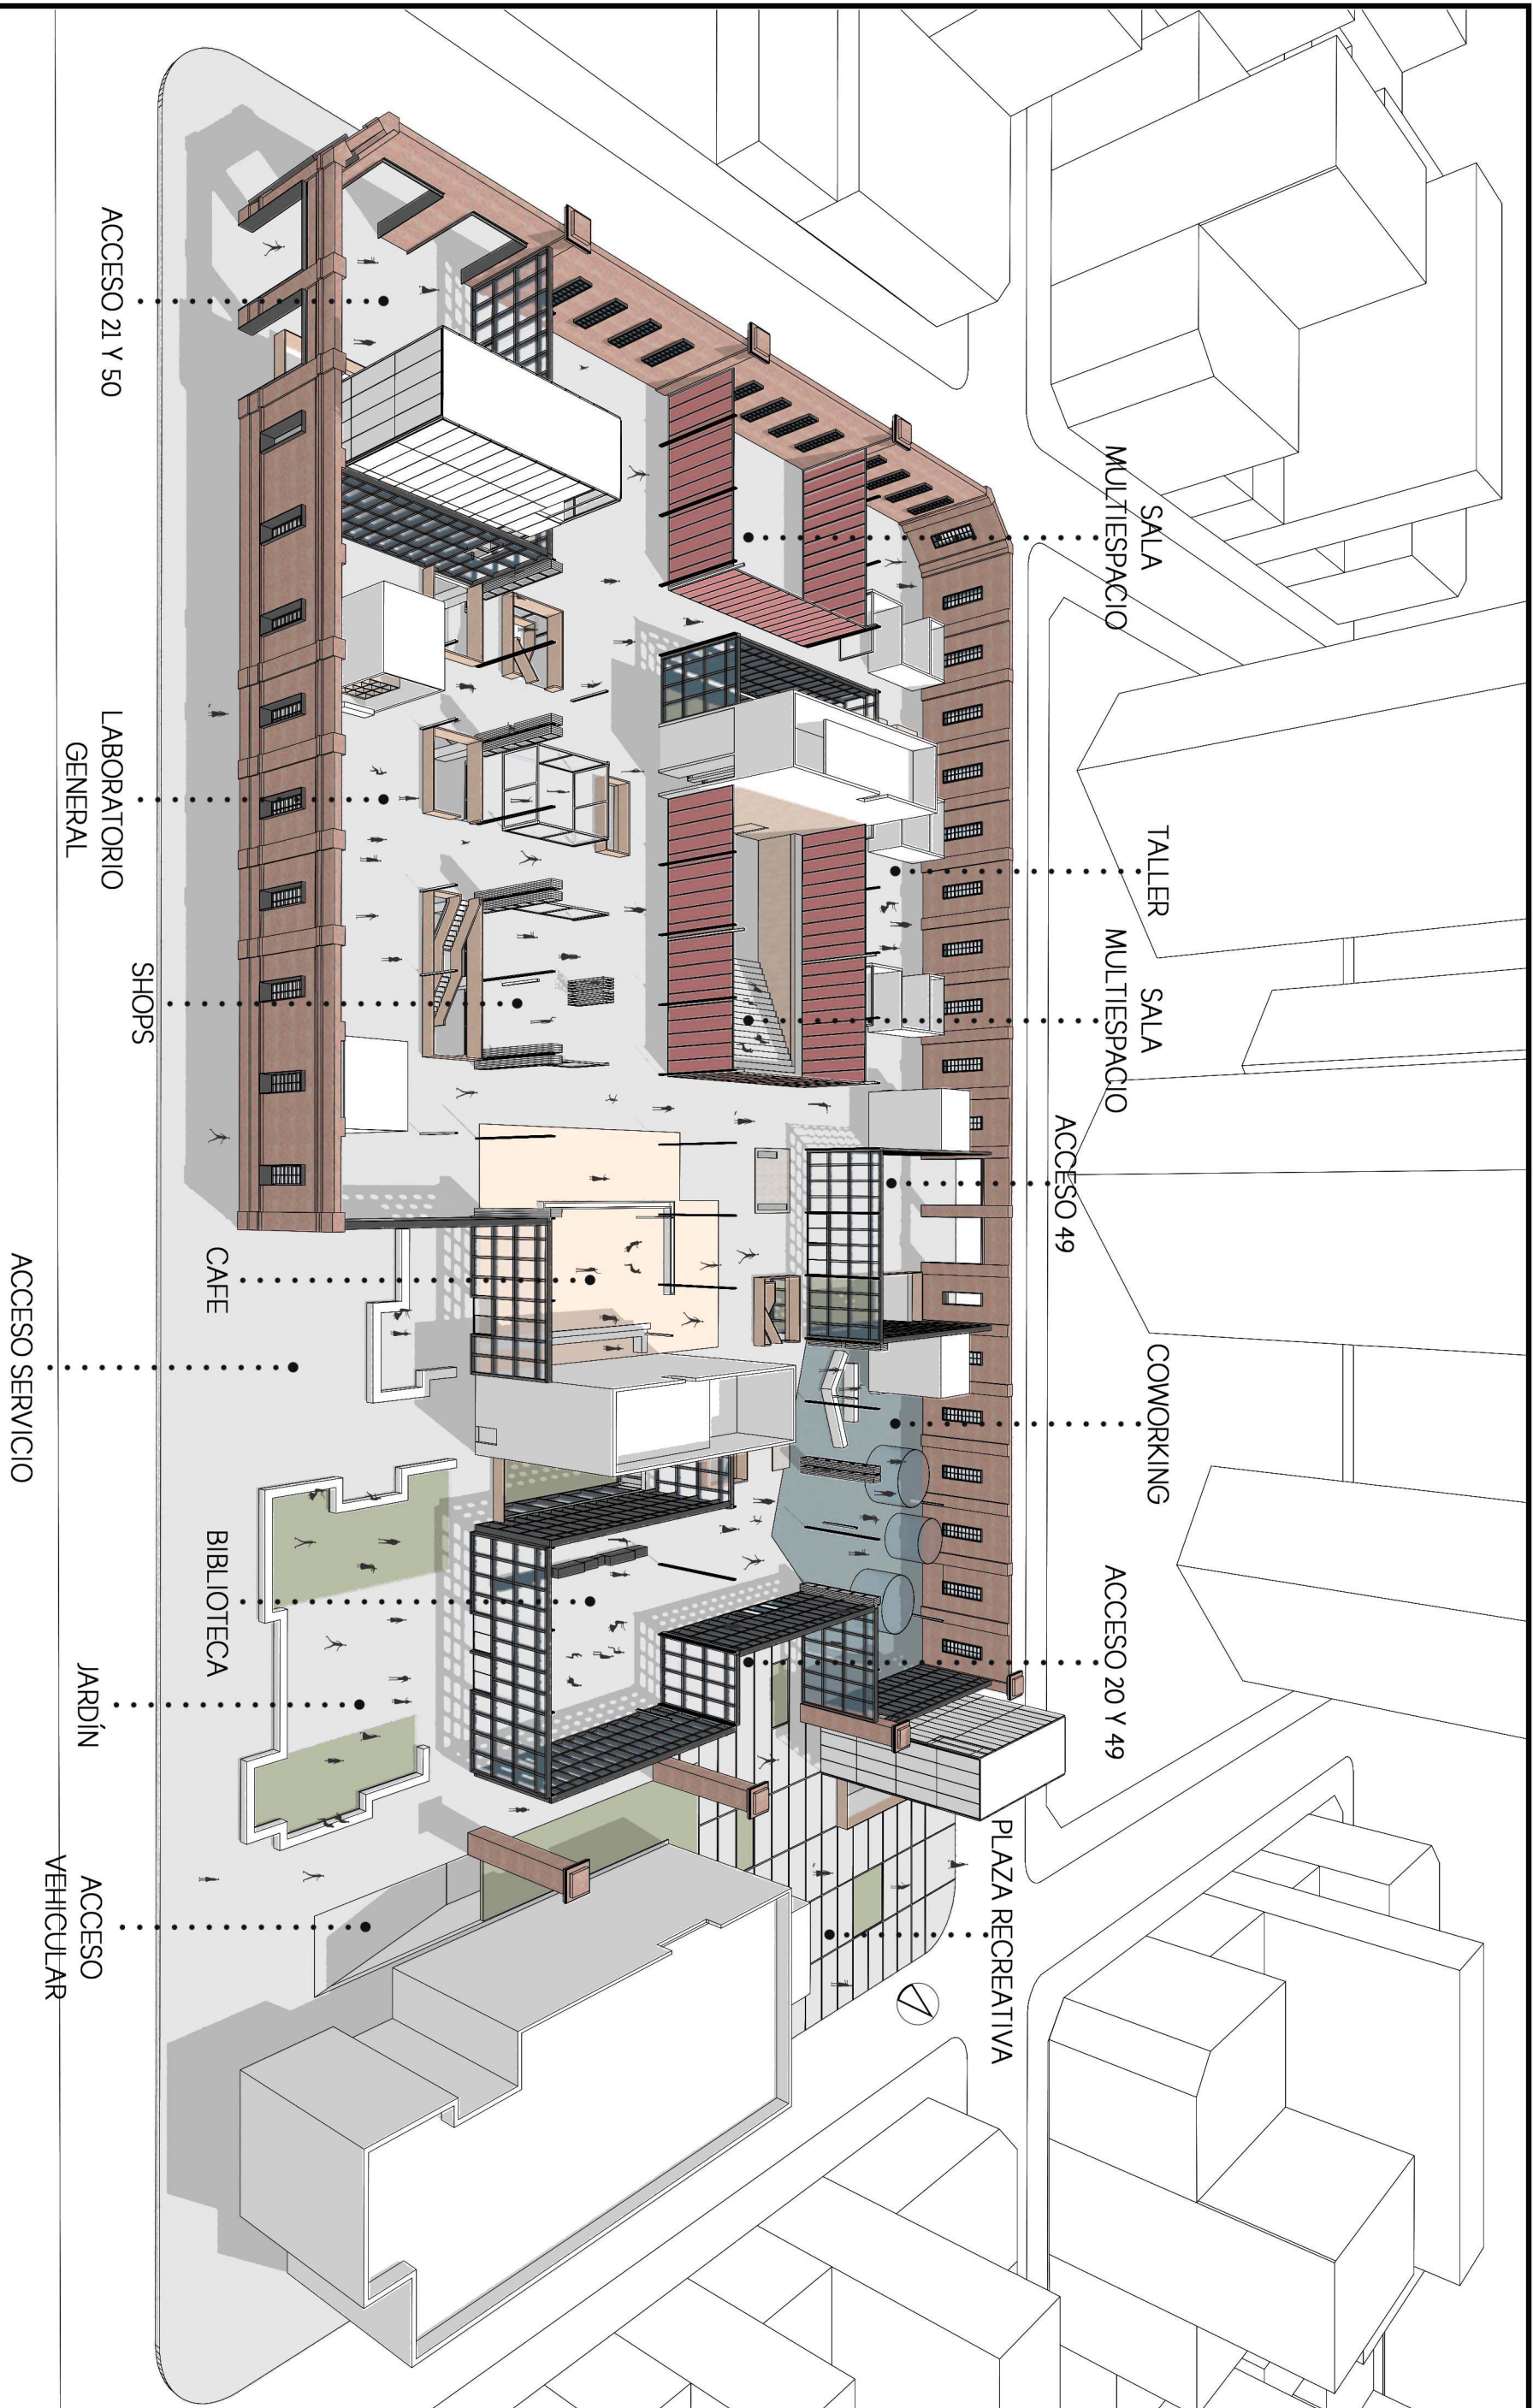 SALA
MULTIESPACIO
TALLER
SALA
MULTIESPACIO
ACCESO 49
COWORKING
ACCESO 20 Y 49
PLAZA RECREATIVA
ACCESO 21 Y 50
LABORATORIO
GENERAL
SHOPS
CAFE
ACCESO SERVICIO
BIBLIOTECA
JARDÍN
ACCESO
VEHICULAR